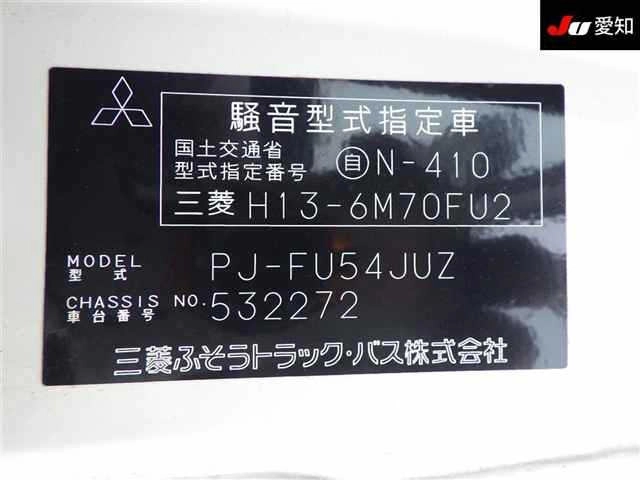 JU 愛知
騒音型式指定車
国土交通省
型式指定番号 自N-410
三菱 H13-6M70FU2
MODEL
型式 PJ-FU54JUZ
CHASSIS NO.
車台番号 532272
三菱ふそうトラック・バス株式会社